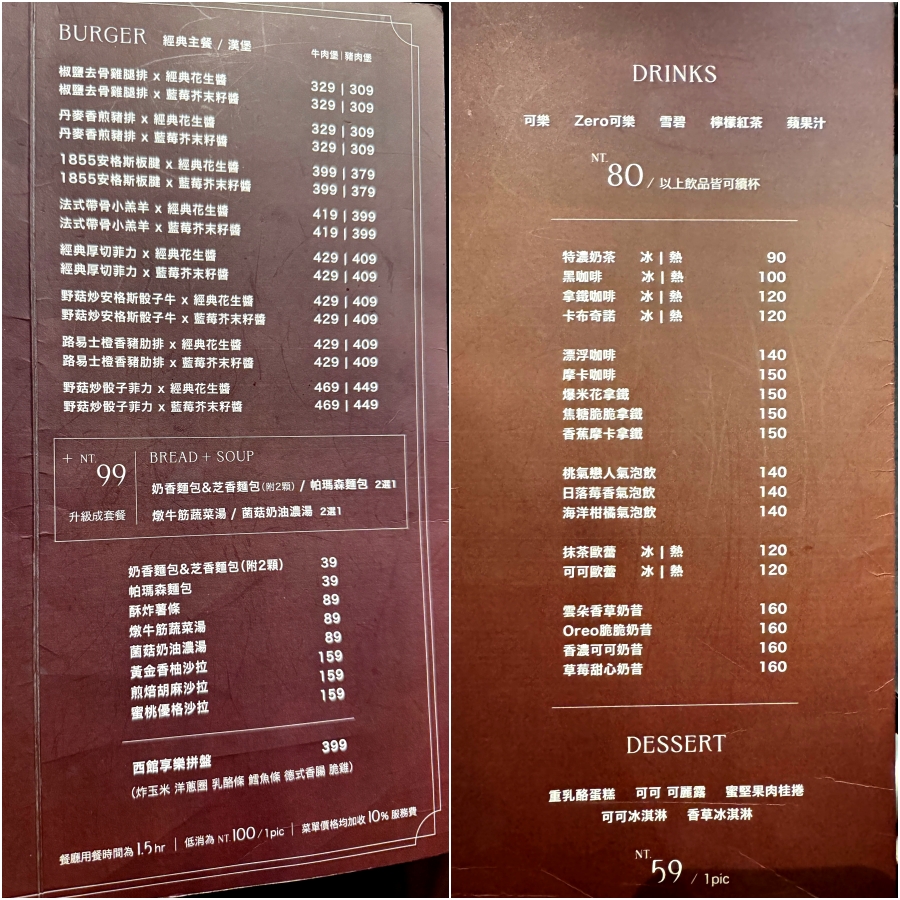 BURGER 經典主餐 / 漢堡 牛肉堡 | 豬肉堡
椒鹽去骨雞腿排 x 經典花生醬 329 | 309
椒鹽去骨雞腿排 x 藍莓芥末籽醬 329 | 309
丹麥香煎豬排 x 經典花生醬 329 | 309
丹麥香煎豬排 x 藍莓芥末籽醬 329 | 309
1855安格斯板腱 x 經典花生醬 399 | 379
1855安格斯板腱 x 藍莓芥末籽醬 399 | 379
法式帶骨小羔羊 x 經典花生醬 419 | 399
法式帶骨小羔羊 x 藍莓芥末籽醬 419 | 399
經典厚切菲力 x 經典花生醬 429 | 409
經典厚切菲力 x 藍莓芥末籽醬 429 | 409
野菇炒安格斯骰子牛 x 經典花生醬 429 | 409
野菇炒安格斯骰子牛 x 藍莓芥末籽醬 429 | 409
路易士橙香豬肋排 x 經典花生醬 429 | 409
路易士橙香豬肋排 x 藍莓芥末籽醬 429 | 409
野菇炒骰子菲力 x 經典花生醬 469 | 449
野菇炒骰子菲力 x 藍莓芥末籽醬 469 | 449
+ NT. 99
升級成套餐
BREAD + SOUP
奶香麵包&芝香麵包(附2顆) / 帕瑪森麵包 2選1
燉牛筋蔬菜湯 / 菌菇奶油濃湯 2選1
奶香麵包&芝香麵包(附2顆) 39
帕瑪森麵包 39
酥炸薯條 89
燉牛筋蔬菜湯 89
菌菇奶油濃湯 89
黃金香柚沙拉 159
煎焙胡麻沙拉 159
蜜桃優格沙拉 159
西館享樂拼盤 399
(炸玉米 洋蔥圈 乳酪條 鱈魚條 德式香腸 脆雞)
餐廳用餐時間為 1.5 hr | 低消為 NT.100 / 1pic | 菜單價格均加收 10% 服務費
DRINKS
可樂 Zero可樂 雪碧 檸檬紅茶 蘋果汁
NT. 80 / 以上飲品皆可續杯
特濃奶茶 冰 | 熱 90
黑咖啡 冰 | 熱 100
拿鐵咖啡 冰 | 熱 120
卡布奇諾 冰 | 熱 120
漂浮咖啡 140
摩卡咖啡 150
爆米花拿鐵 150
焦糖脆脆拿鐵 150
香蕉摩卡拿鐵 150
桃氣戀人氣泡飲 140
日落莓香氣泡飲 140
海洋柑橘氣泡飲 140
抹茶歐蕾 冰 | 熱 120
可可歐蕾 冰 | 熱 120
雲朵香草奶昔 160
Oreo脆脆奶昔 160
香濃可可奶昔 160
草莓甜心奶昔 160
DESSERT
重乳酪蛋糕 可可 可麗露 蜜堅果肉桂捲
可可冰淇淋 香草冰淇淋
NT. 59 / 1pic